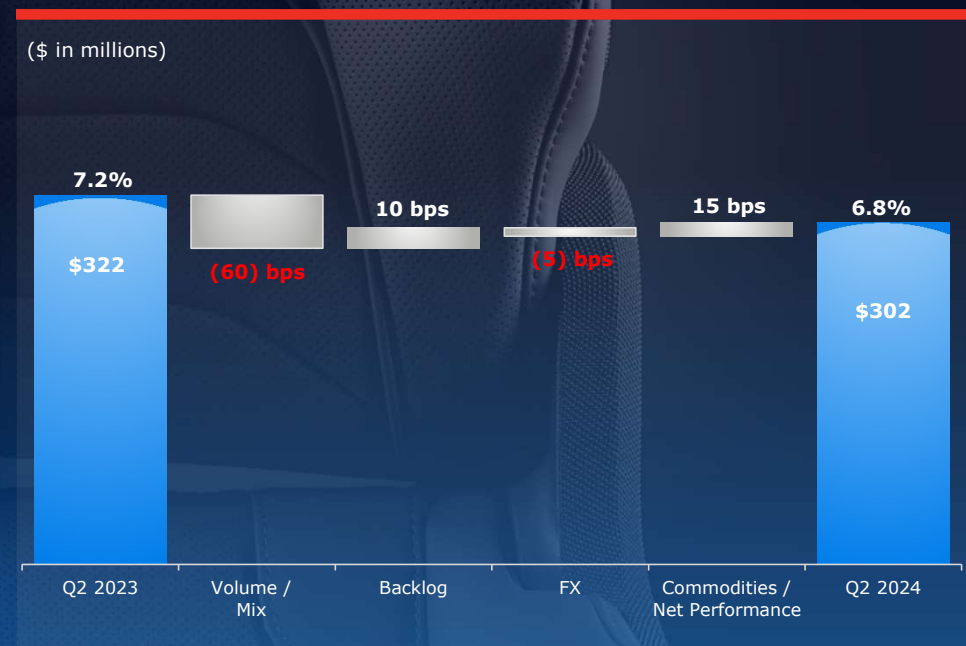 ($ in millions)
7.2%
$322
(60) bps
10 bps
(5) bps
15 bps
6.8%
$302
Q2 2023
Volume /
Mix
Backlog
FX
Commodities /
Net Performance
Q2 2024